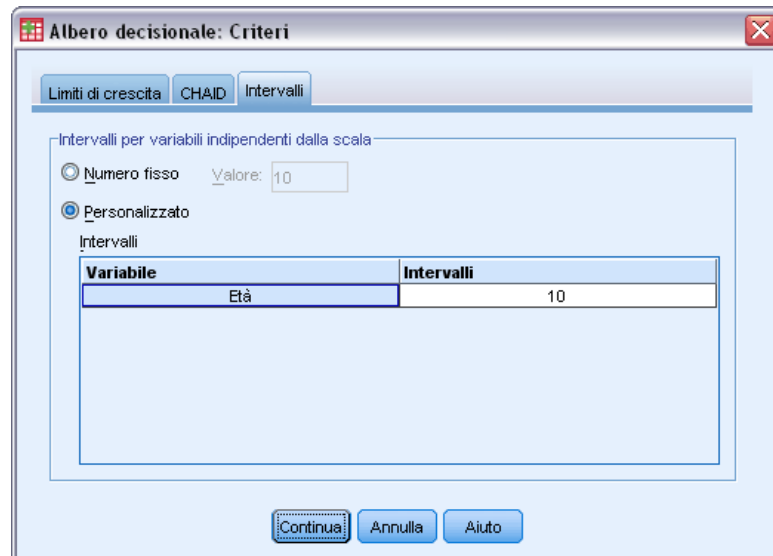 Albero decisionale: Criteri
Limiti di crescita CHAID Intervalli
Intervalli per variabili indipendenti dalla scala
Numero fisso Valore: 10
Personalizzato
Intervalli
Variabile Intervalli
Età 10
Continua Annulla Aiuto